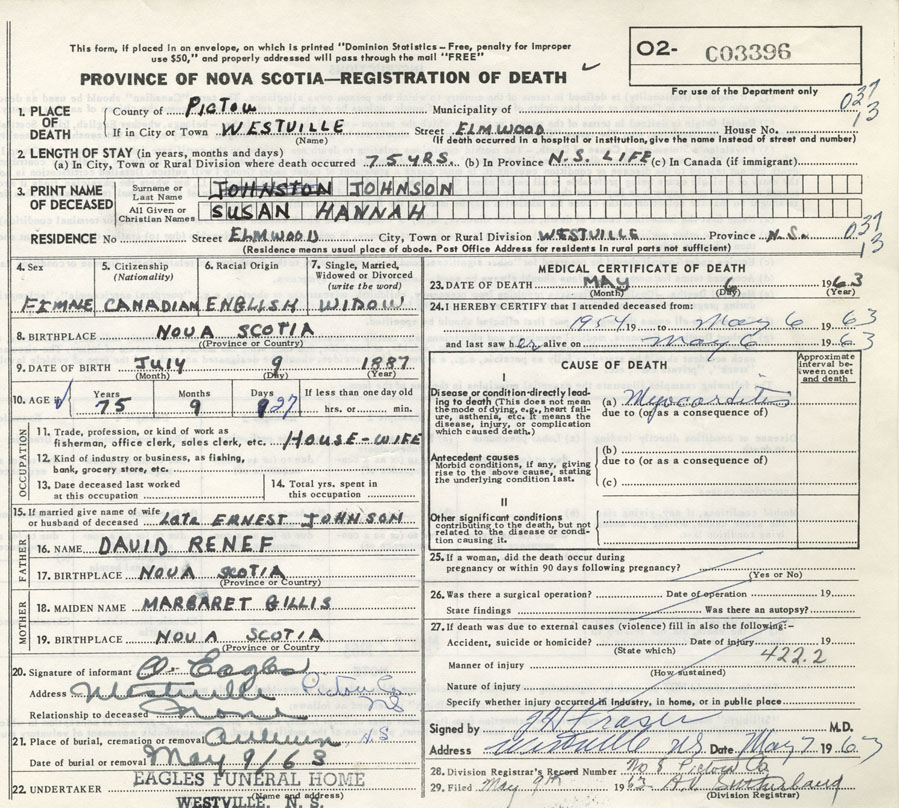 This form, if placed in an envelope, on which is printed "Dominion Statistics – Free, penalty for improper
use $50," and properly addressed will pass through the mail "FREE"
PROVINCE OF NOVA SCOTIA—REGISTRATION OF DEATH
O2- C03396
For use of the Department only
037
13
1. PLACE OF DEATH
County of PICTOU Municipality of
If in City or Town WESTVILLE Street ELMWOOD House No.
(Name) (If death occurred in a hospital or institution, give the name instead of street and number)
2. LENGTH OF STAY (in years, months and days)
(a) In City, Town or Rural Division where death occurred 75 YRS. (b) In Province N.S. LIFE (c) In Canada (if immigrant)
3. PRINT NAME OF DECEASED
Surname or Last Name JOHNSTON JOHNSON
All Given or Christian Names SUSAN HANNAH
RESIDENCE No Street ELMWOOD City, Town or Rural Division WESTVILLE Province N.S.
037
13
(Residence means usual place of abode. Post Office Address for residents in rural parts not sufficient)
4. Sex 5. Citizenship (Nationality) 6. Racial Origin 7. Single, Married, Widowed or Divorced (write the word)
CANADIAN ENGLISH WIDOW
8. BIRTHPLACE NOVA SCOTIA
(Province or Country)
9. DATE OF BIRTH JULY 9 1887
(Month) (Day) (Year)
10. AGE Years Months Days If less than one day old
75 9 27 hrs. or min.
OCCUPATION
11. Trade, profession, or kind of work as
fisherman, office clerk, sales clerk, etc. HOUSE-WIFE
12. Kind of industry or business, as fishing,
bank, grocery store, etc.
13. Date deceased last worked at this occupation
14. Total yrs. spent in this occupation
15. If married give name of wife
or husband of deceased Late ERNEST JOHNSON
FATHER
16. NAME DAVID RENEF
17. BIRTHPLACE NOVA SCOTIA
(Province or Country)
MOTHER
18. MAIDEN NAME MARGARET GILLIS
19. BIRTHPLACE NOVA SCOTIA
(Province or Country)
20. Signature of informant O. Eagles
Address Westville Pictou Co NS
Relationship to deceased None
21. Place of burial, cremation or removal Auburn N.S.
Date of burial or removal May 9/63
22. UNDERTAKER EAGLES FUNERAL HOME
(Name and address)
WESTVILLE, N. S.
MEDICAL CERTIFICATE OF DEATH
23. DATE OF DEATH MAY 6 1963
(Month) (Day) (Year)
24. I HEREBY CERTIFY that I attended deceased from:
1954 19 to May 6 1963
and last saw her alive on May 6 1963
CAUSE OF DEATH
Approximate interval between onset and death
I
Disease or condition directly leading to death (This does not mean
the mode of dying, e.g., heart failure, asthenia, etc. It means the
disease, injury, or complication
which caused death.)
(a) Myocarditis
due to (or as a consequence of)
Antecedent causes
Morbid conditions, if any, giving
rise to the above cause, stating
the underlying condition last.
(b)
due to (or as a consequence of)
(c)
II
Other significant conditions
contributing to the death, but not
related to the disease or condition causing it.
25. If a woman, did the death occur during
pregnancy or within 90 days following pregnancy?
(Yes or No)
26. Was there a surgical operation? Date of operation 19
State findings Was there an autopsy?
27. If death was due to external causes (violence) fill in also the following:–
Accident, suicide or homicide? Date of injury 19
(State which)
422.2
Manner of injury
(How sustained)
Nature of injury
Specify whether injury occurred in industry, in home, or in public place
Signed by J H Fraser M.D.
Address Westville N.S. Date May 7 1963
28. Division Registrar's Record Number No 8 Pictou Co
29. Filed May 9th 1963 Sutherland
(Division Registrar)